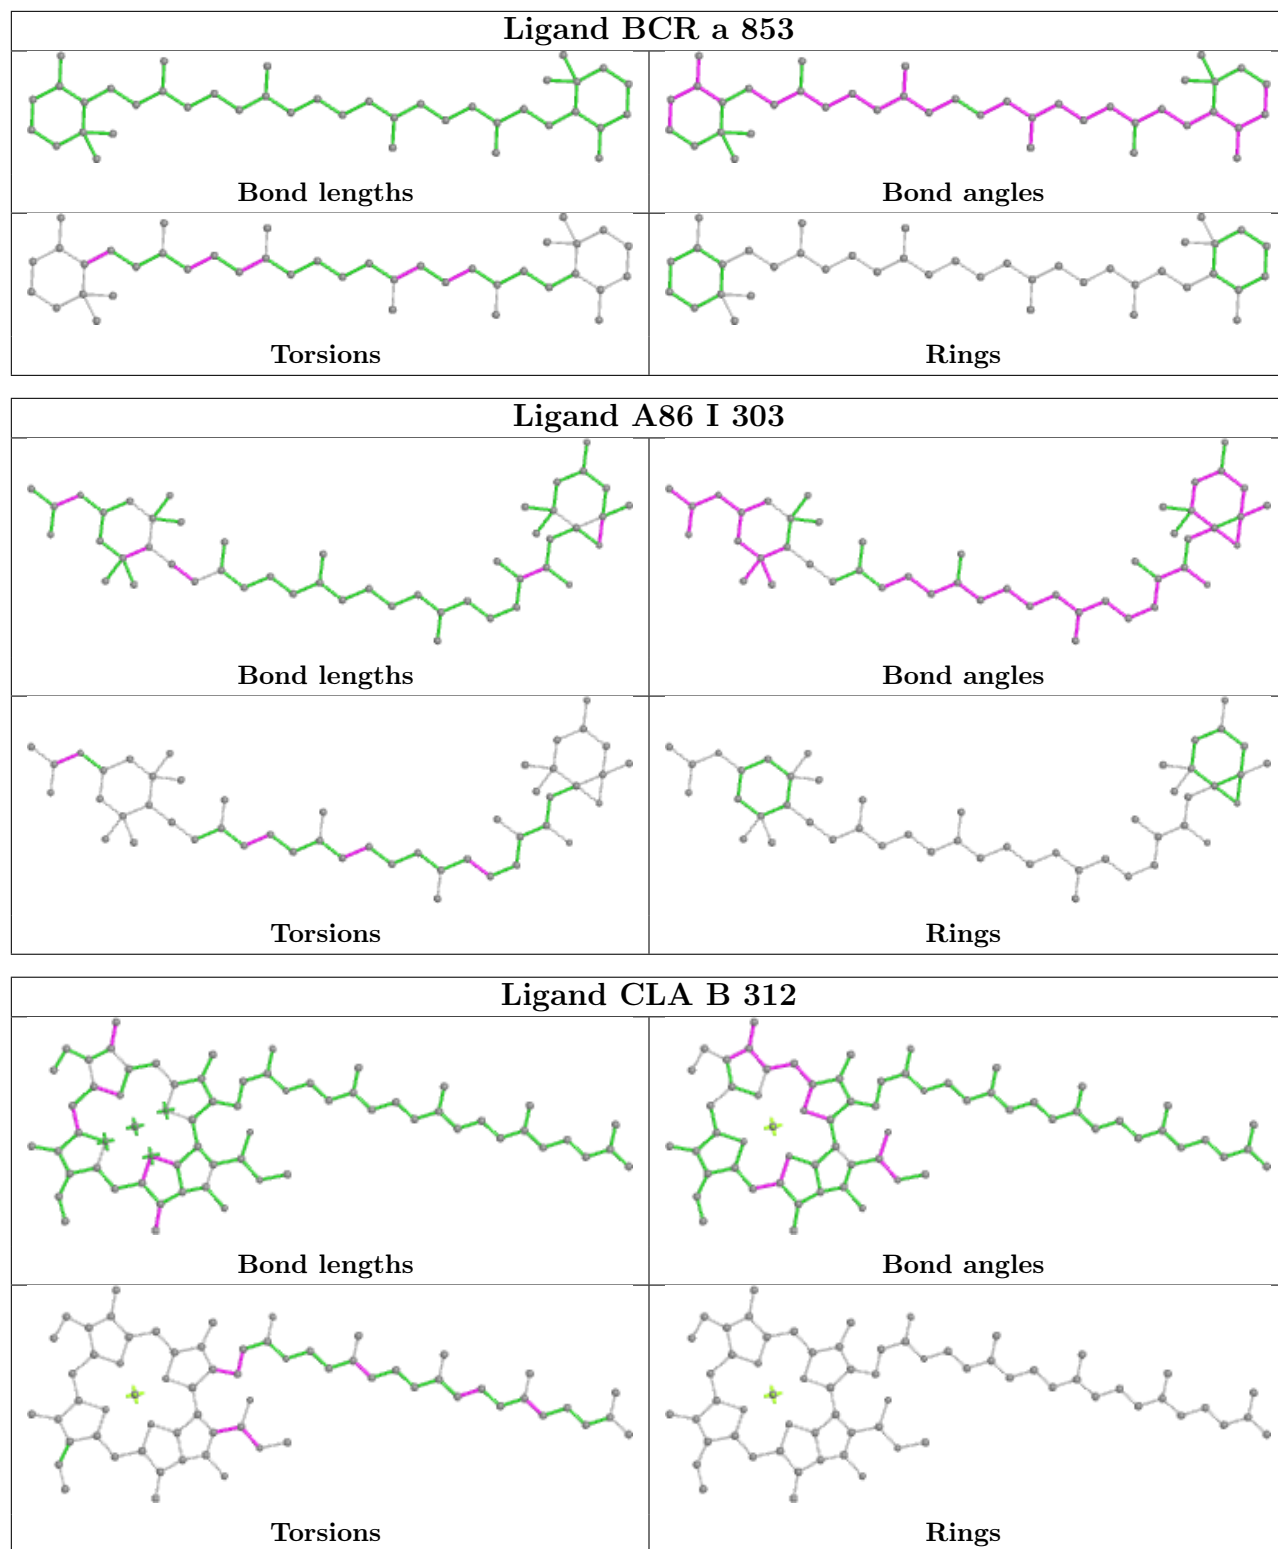 Ligand BCR a 853
Bond lengths
Bond angles
Torsions
Rings
Ligand A86 I 303
Bond lengths
Bond angles
Torsions
Rings
Ligand CLA B 312
Bond lengths
Bond angles
Torsions
Rings